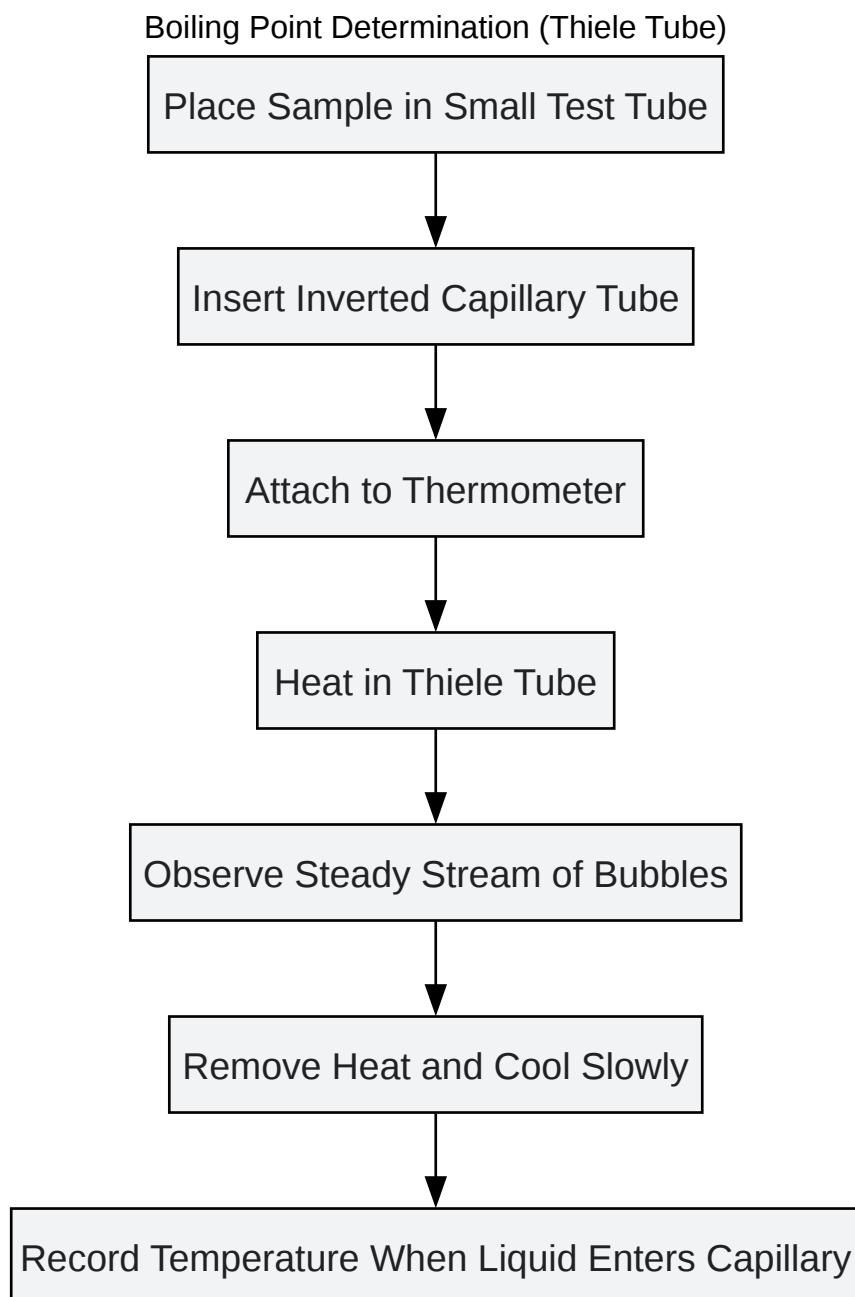 Boiling Point Determination (Thiele Tube)
Place Sample in Small Test Tube
Insert Inverted Capillary Tube
Attach to Thermometer
Heat in Thiele Tube
Observe Steady Stream of Bubbles
Remove Heat and Cool Slowly
Record Temperature When Liquid Enters Capillary